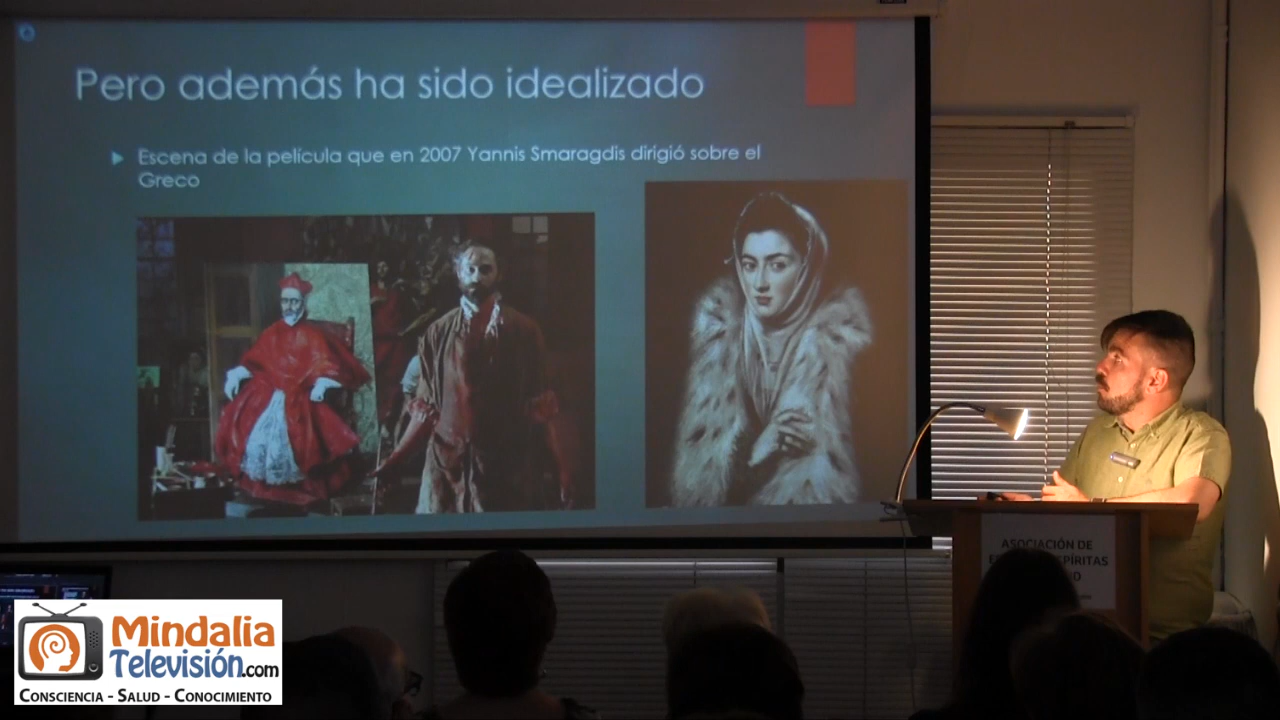 Pero además ha sido idealizado
Escena de la película que en 2007 Yannis Smaragdis dirigió sobre el
Greco
ASOCIACIÓN DE
Mindalia
Televisión.com
CONSCIENCIA - SALUD - CONOCIMIENTO